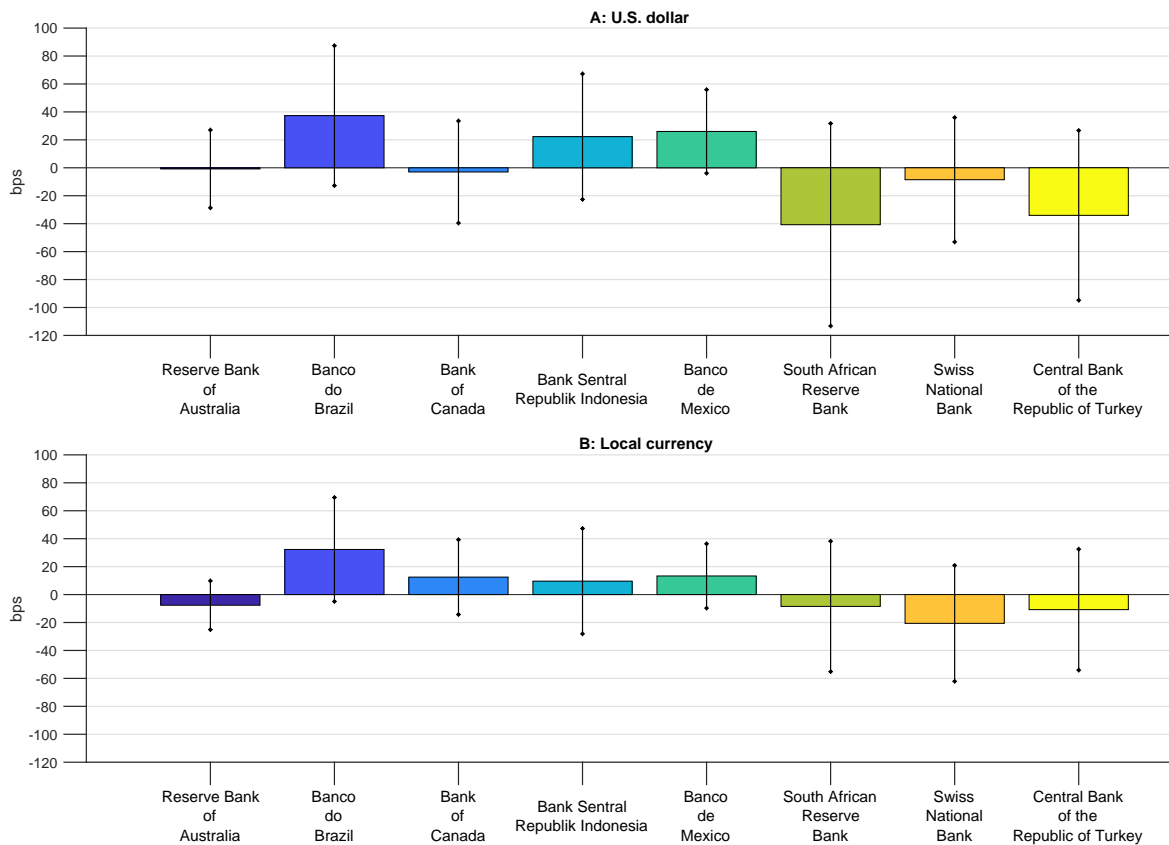 A: U.S. dollar
100
80
60
40
20
0
-20
-40
-60
-80
-100
-120
bps
Reserve Bank
of
Australia
Banco
do
Brazil
Bank
of
Canada
Bank Sentral
Republik Indonesia
Banco
de
Mexico
South African
Reserve
Bank
Swiss
National
Bank
Central Bank
of the
Republic of Turkey
B: Local currency
100
80
60
40
20
0
-20
-40
-60
-80
-100
-120
bps
Reserve Bank
of
Australia
Banco
do
Brazil
Bank
of
Canada
Bank Sentral
Republik Indonesia
Banco
de
Mexico
South African
Reserve
Bank
Swiss
National
Bank
Central Bank
of the
Republic of Turkey